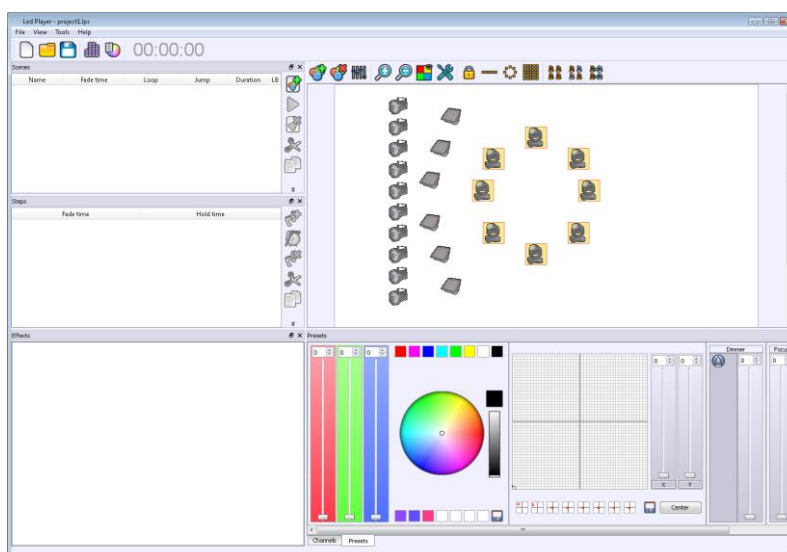 Led Player - project1.lps
File View Tools Help
00:00:00
Scenes
Name Fade time Loop Jump Duration LB
Steps
Fade time Hold time
Effects
Presets
0 0 0
0 0
X Y
Dimmer
0
Focu
0
Center
Channels Presets